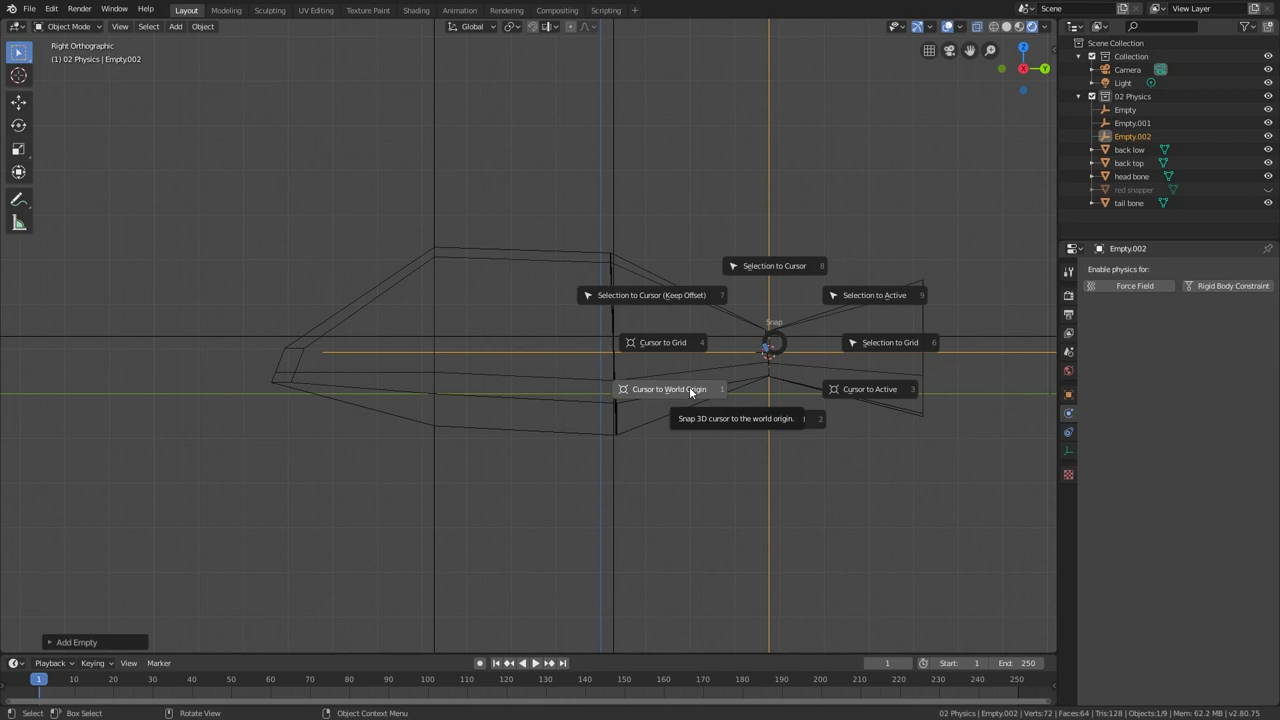 File Edit Render Window Help Layout Modeling Sculpting UV Editing Texture Paint Shading Animation Rendering Compositing Scripting + Scene View Layer
Object Mode View Select Add Object Global
Right Orthographic
(1) 02 Physics | Empty.002
Z
X Y
Scene Collection
Collection
Camera
Light
02 Physics
Empty
Empty.001
Empty.002
back low
back top
head bone
red snapper
tail bone
Empty.002
Enable physics for:
Force Field Rigid Body Constraint
Selection to Cursor 8
Selection to Cursor (Keep Offset) 7 Selection to Active 9
Snap
Cursor to Grid 4 Selection to Grid 6
Cursor to World Origin 1 Cursor to Active 3
Snap 3D cursor to the world origin. 2
Add Empty
Playback Keying View Marker 1 Start: 1 End: 250
1 10 20 30 40 50 60 70 80 90 100 110 120 130 140 150 160 170 180 190 200 210 220 230 240 250
Select Box Select Rotate View Object Context Menu 02 Physics | Empty.002 | Verts:72 | Faces:64 | Tris:128 | Objects:1/9 | Mem: 62.2 MB | v2.80.75